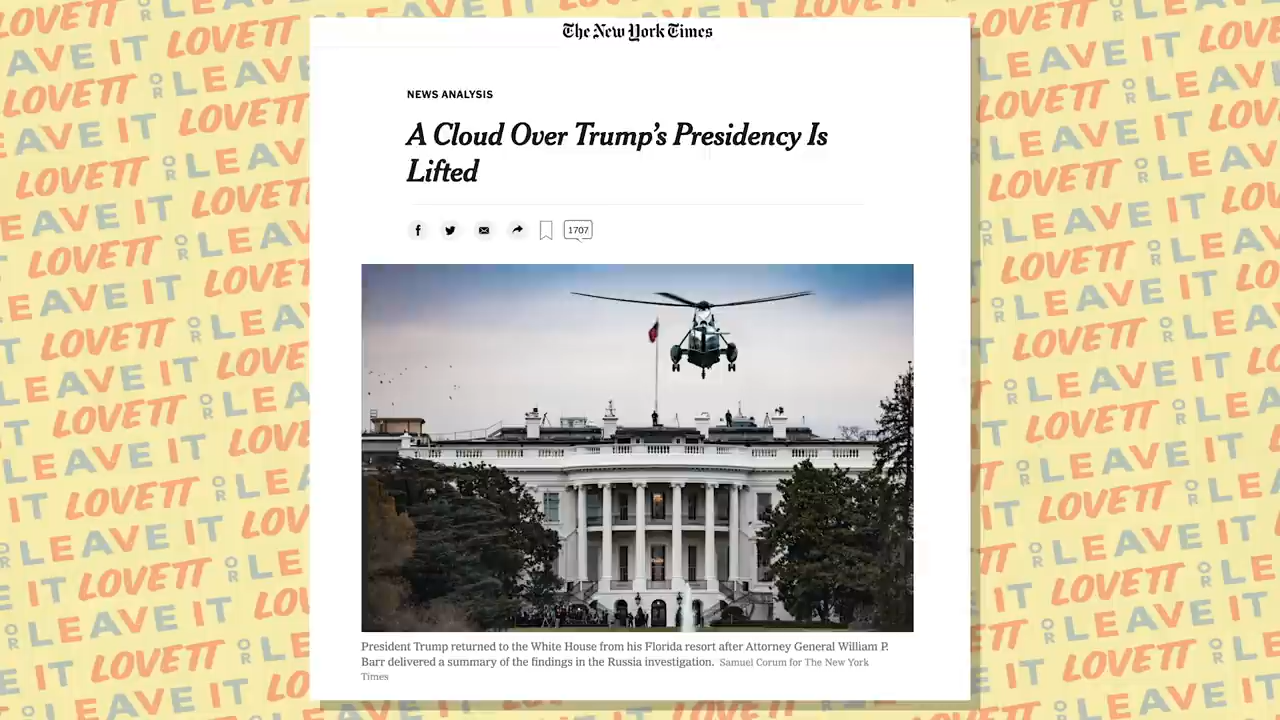 The New York Times
NEWS ANALYSIS
A Cloud Over Trump's Presidency Is
Lifted
1707
President Trump returned to the White House from his Florida resort after Attorney General William P.
Barr delivered a summary of the findings in the Russia investigation. Samuel Corum for The New York
Times
LOVETT OR LEAVE IT